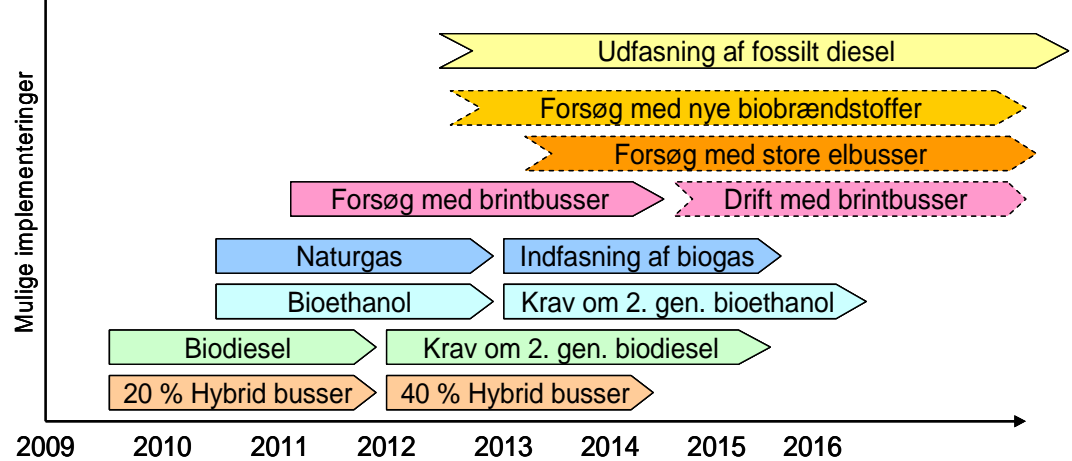 Mulige implementeringer
Udfasning af fossilt diesel
Forsøg med nye biobrændstoffer
Forsøg med store elbusser
Forsøg med brintbusser
Drift med brintbusser
Naturgas
Indfasning af biogas
Bioethanol
Krav om 2. gen. bioethanol
Biodiesel
Krav om 2. gen. biodiesel
20 % Hybrid busser
40 % Hybrid busser
2009 2010 2011 2012 2013 2014 2015 2016